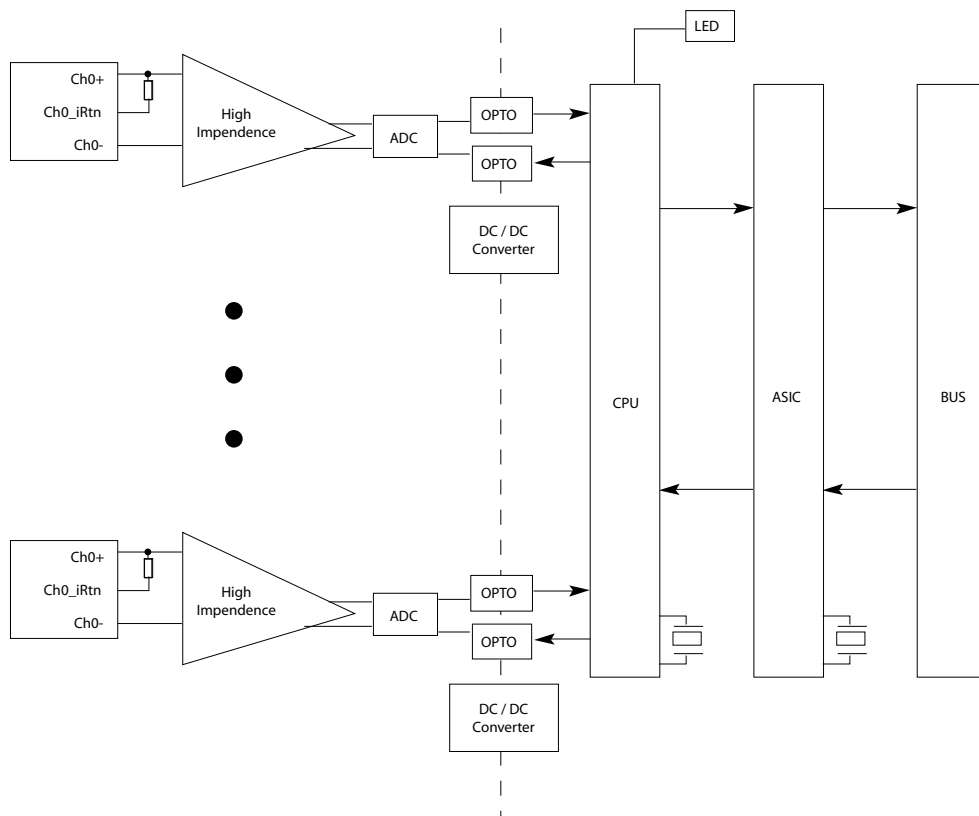 LED
Ch0+
Ch0_iRtn
Ch0-
High
Impendence
ADC
OPTO
OPTO
DC / DC
Converter
CPU
ASIC
BUS
Ch0+
Ch0_iRtn
Ch0-
High
Impendence
ADC
OPTO
OPTO
DC / DC
Converter